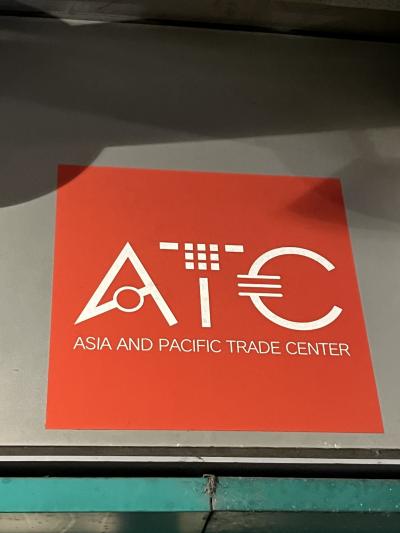 ATC
ASIA AND PACIFIC TRADE CENTER